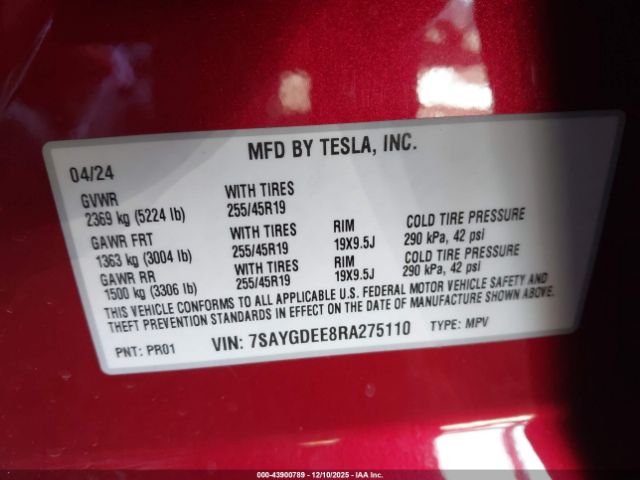 MFD BY TESLA, INC.
04/24
GVWR WITH TIRES
2369 kg (5224 lb) 255/45R19
GAWR FRT WITH TIRES RIM COLD TIRE PRESSURE
1363 kg (3004 lb) 255/45R19 19X9.5J 290 kPa, 42 psi
GAWR RR WITH TIRES RIM COLD TIRE PRESSURE
1500 kg (3306 lb) 255/45R19 19X9.5J 290 kPa, 42 psi
THIS VEHICLE CONFORMS TO ALL APPLICABLE U.S. FEDERAL MOTOR VEHICLE SAFETY AND
THEFT PREVENTION STANDARDS IN EFFECT ON THE DATE OF MANUFACTURE SHOWN ABOVE.
PNT: PR01 VIN: 7SAYGDEE8RA275110 TYPE: MPV
000-43900789 - 12/10/2025 - IAA Inc.